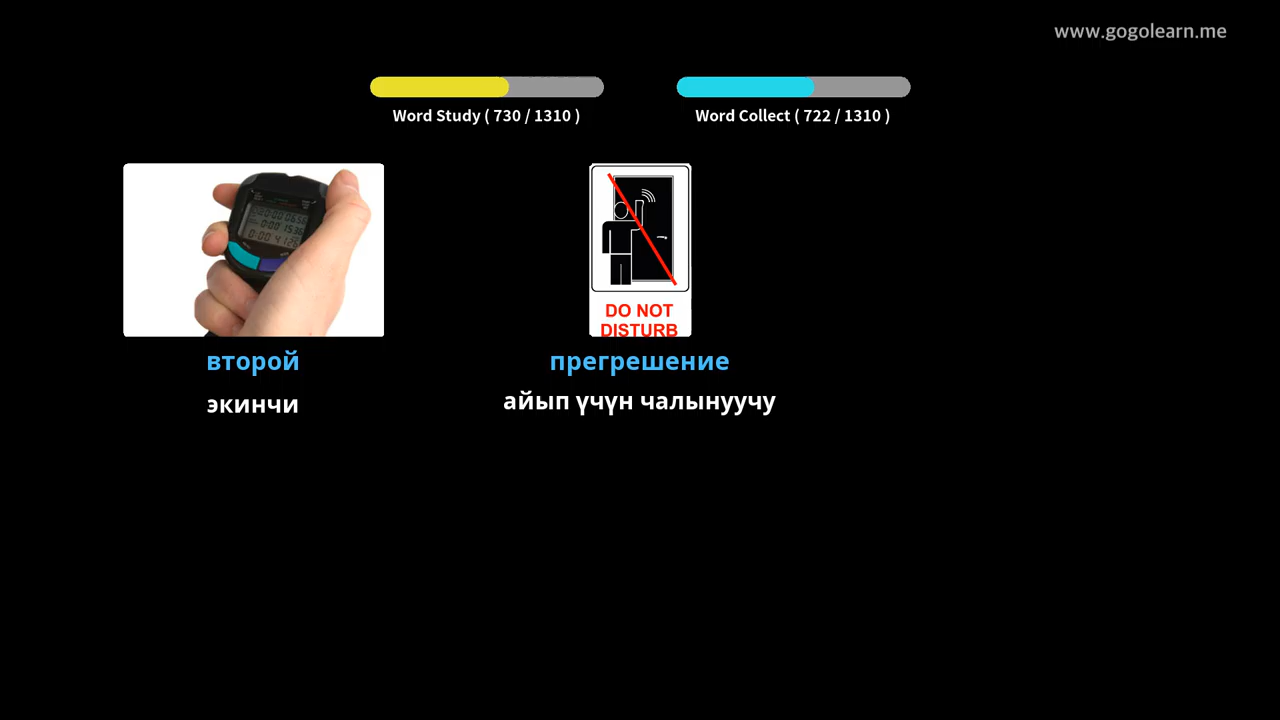 www.gogolearn.me
Word Study ( 730 / 1310 )
Word Collect ( 722 / 1310 )
DO NOT
DISTURB
второй
прегрешение
экинчи
айып үчүн чалынуучу